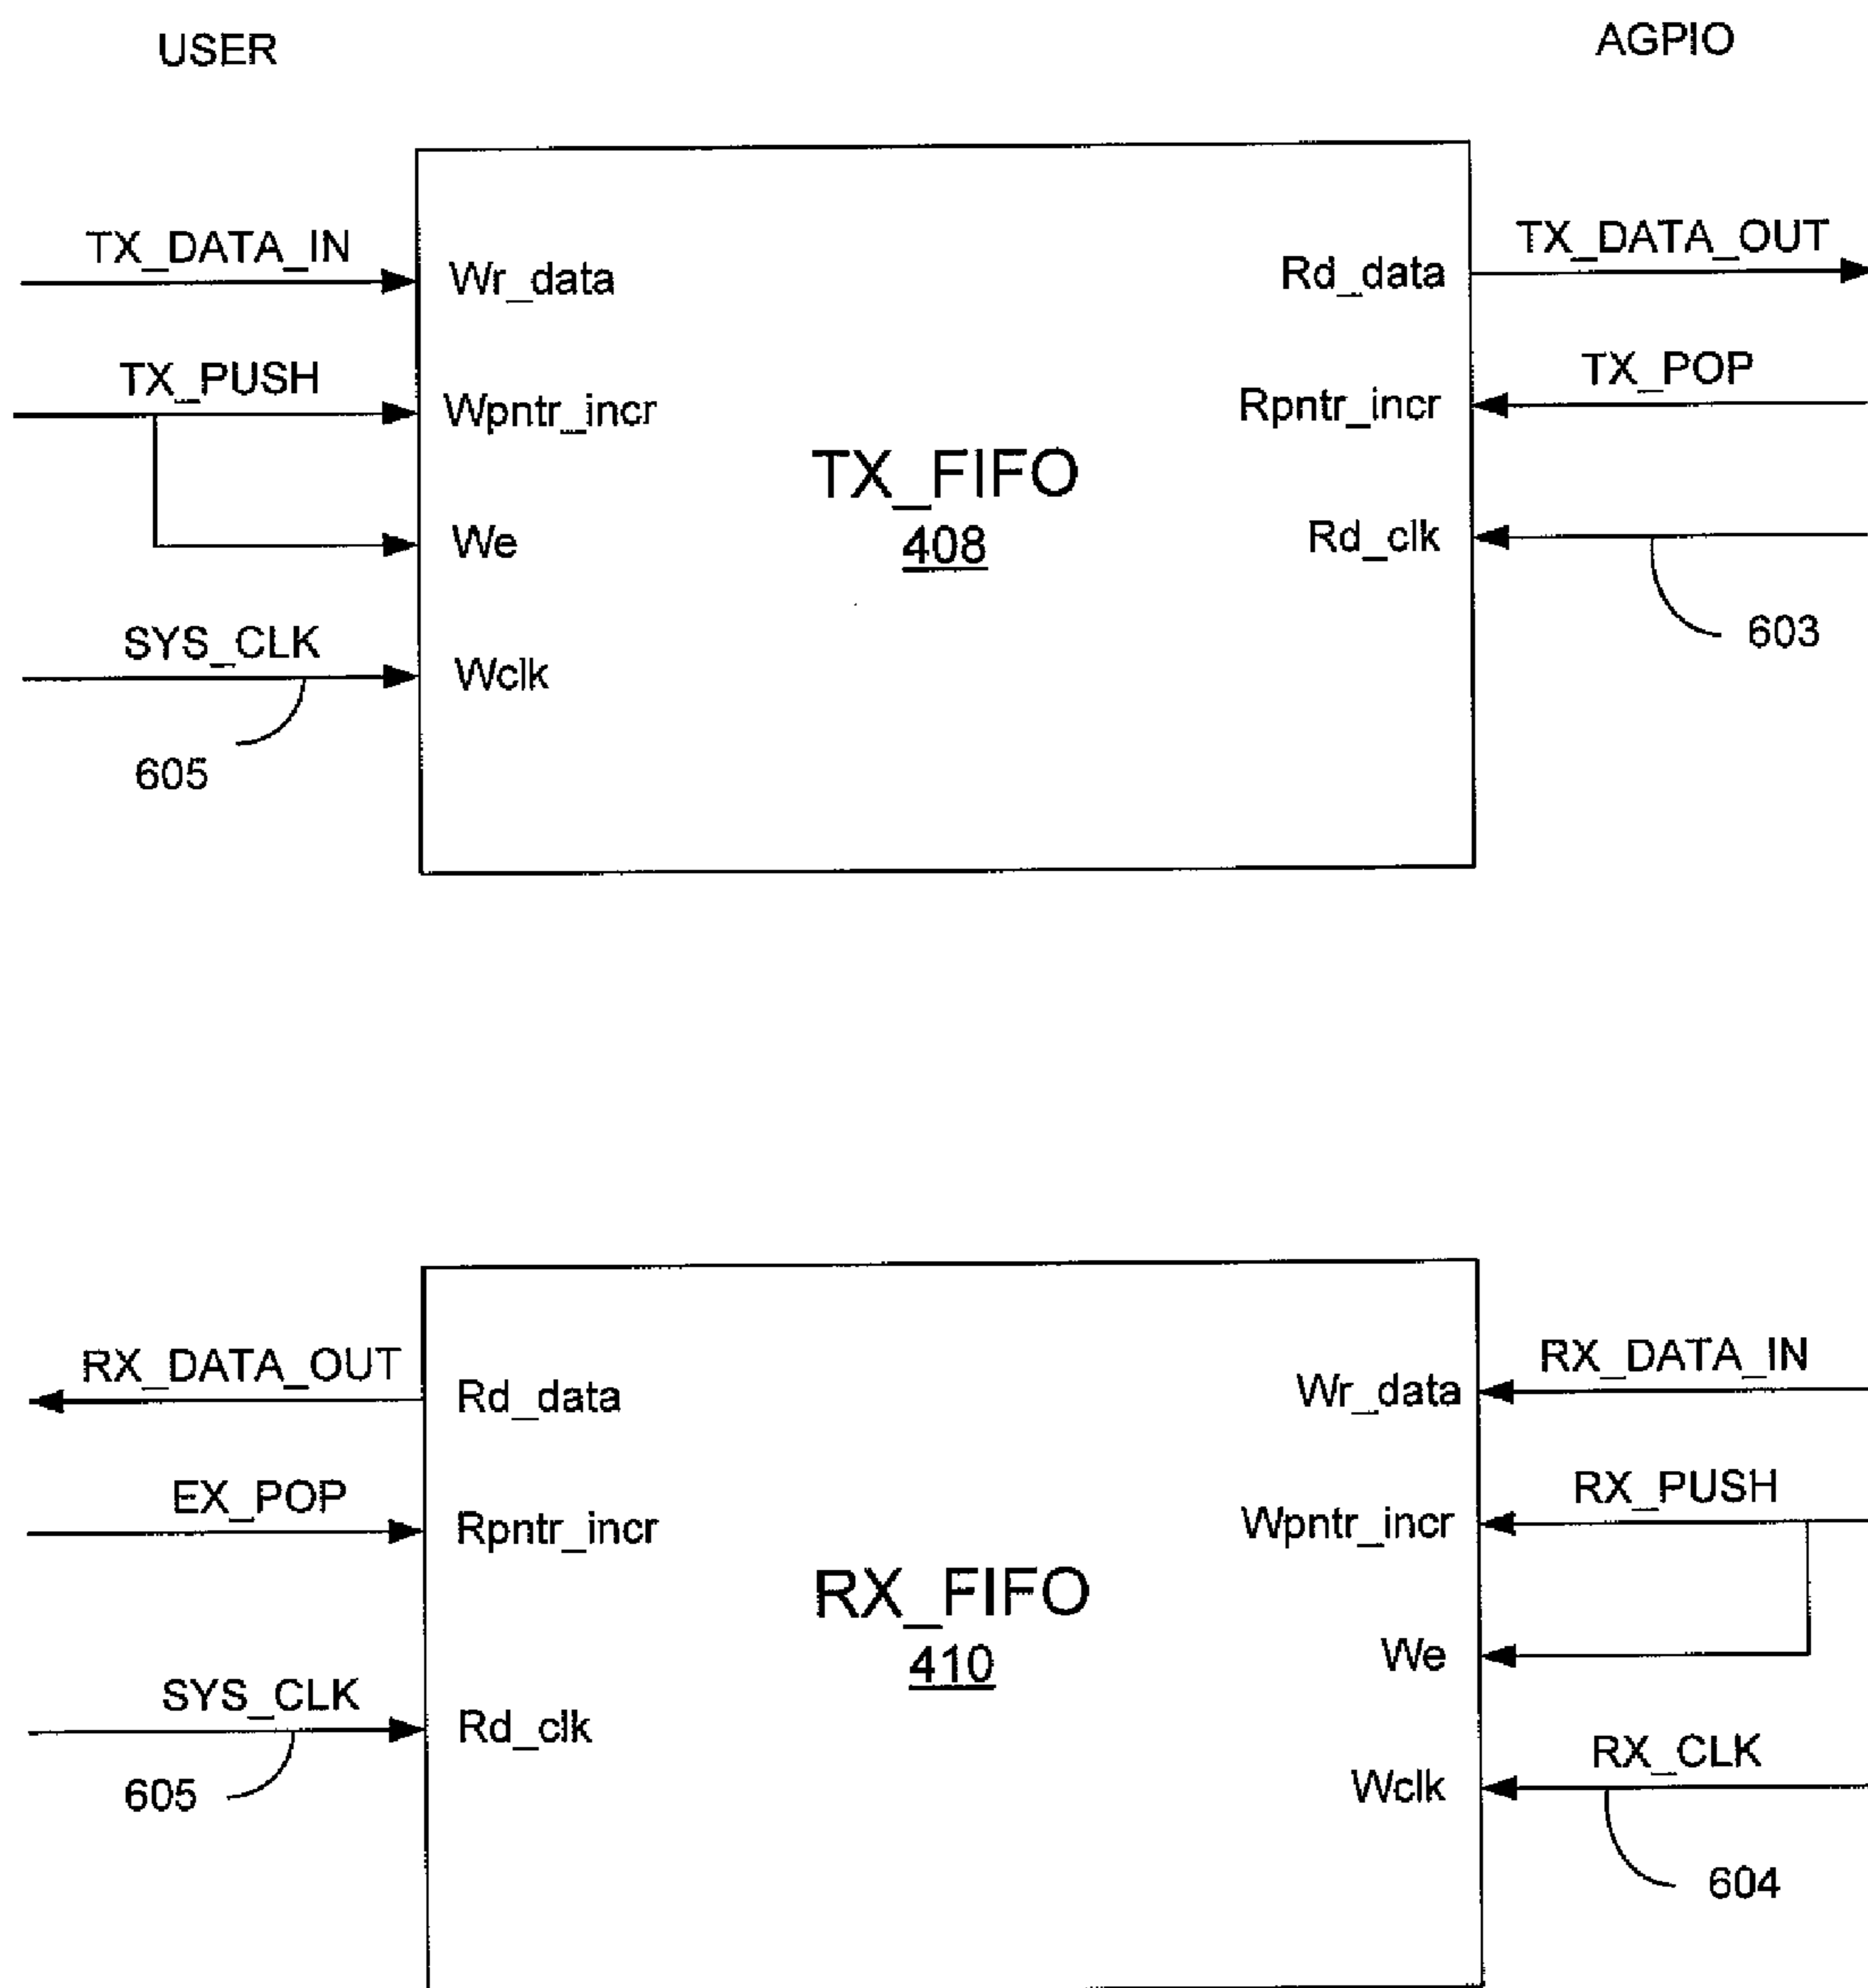 USER
AGPIO
TX_DATA_IN
TX_DATA_OUT
Wr_data
Rd_data
TX_PUSH
TX_POP
Wpntr_incr
Rpntr_incr
TX_FIFO
408
We
Rd_clk
603
SYS_CLK
Wclk
605
RX_DATA_OUT
RX_DATA_IN
Rd_data
Wr_data
EX_POP
RX_PUSH
Rpntr_incr
Wpntr_incr
RX_FIFO
410
We
SYS_CLK
Rd_clk
RX_CLK
Wclk
605
604